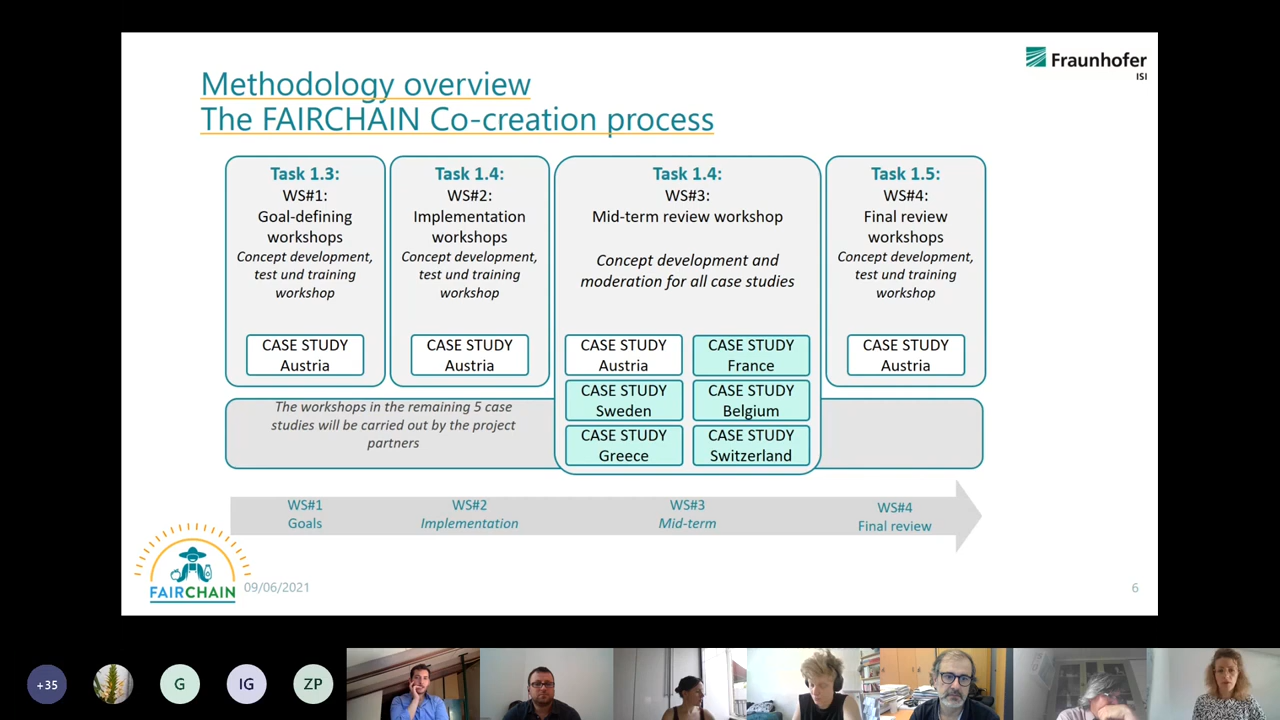 Fraunhofer
ISI
Methodology overview
The FAIRCHAIN Co-creation process
Task 1.3:
WS#1:
Goal-defining
workshops
Concept development,
test und training
workshop
CASE STUDY
Austria
Task 1.4:
WS#2:
Implementation
workshops
Concept development,
test und training
workshop
CASE STUDY
Austria
Task 1.4:
WS#3:
Mid-term review workshop
Concept development and
moderation for all case studies
CASE STUDY
Austria
CASE STUDY
France
CASE STUDY
Sweden
CASE STUDY
Belgium
CASE STUDY
Greece
CASE STUDY
Switzerland
Task 1.5:
WS#4:
Final review
workshops
Concept development,
test und training
workshop
CASE STUDY
Austria
The workshops in the remaining 5 case
studies will be carried out by the project
partners
WS#1
Goals
WS#2
Implementation
WS#3
Mid-term
WS#4
Final review
FAIRCHAIN
09/06/2021
6
+35
G
IG
ZP